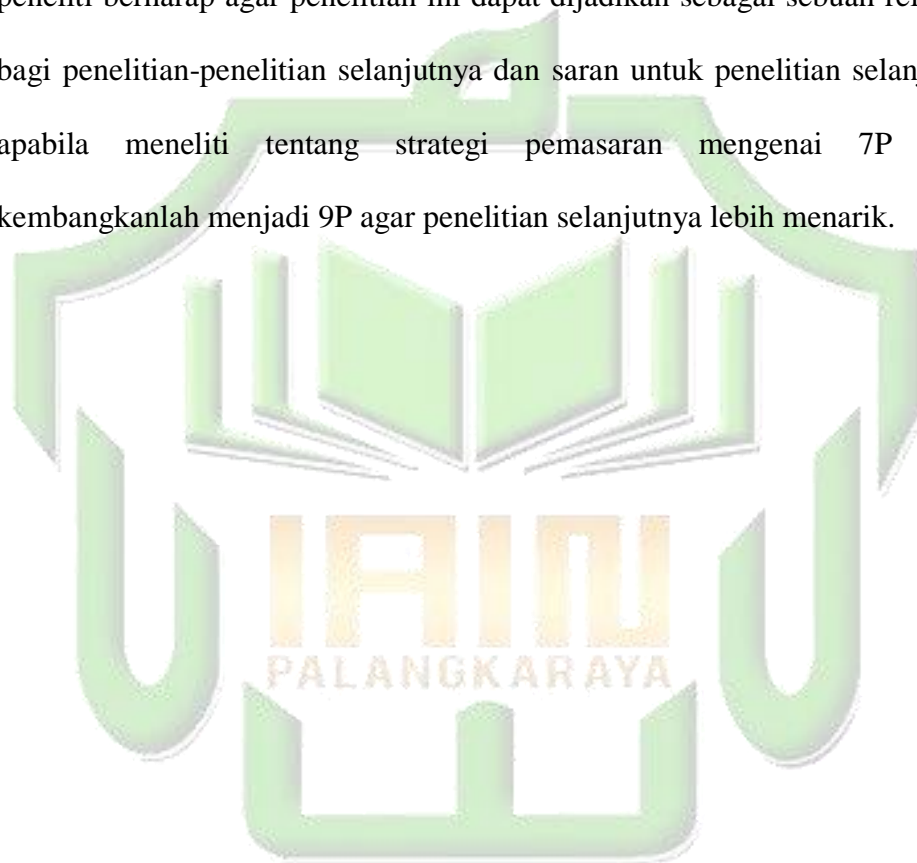 peneliti berharap agar penelitian ini dapat dijadikan sebagai sebuah
bagi penelitian-penelitian selanjutnya dan saran untuk penelitian
apabila meneliti tentang strategi pemasaran mengenai 7P
kembangkanlah menjadi 9P agar penelitian selanjutnya lebih menarik.
IAIN
PALANGKARAYA